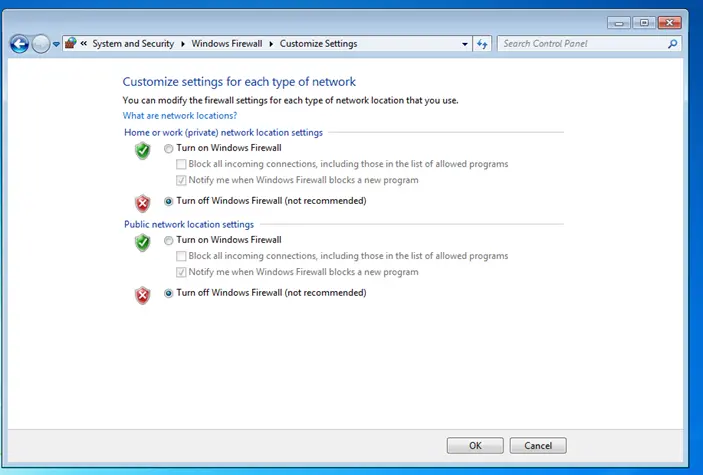 « System and Security ▸ Windows Firewall ▸ Customize Settings
Search Control Panel
Customize settings for each type of network
You can modify the firewall settings for each type of network location that you use.
What are network locations?
Home or work (private) network location settings
Turn on Windows Firewall
Block all incoming connections, including those in the list of allowed programs
Notify me when Windows Firewall blocks a new program
Turn off Windows Firewall (not recommended)
Public network location settings
Turn on Windows Firewall
Block all incoming connections, including those in the list of allowed programs
Notify me when Windows Firewall blocks a new program
Turn off Windows Firewall (not recommended)
OK Cancel